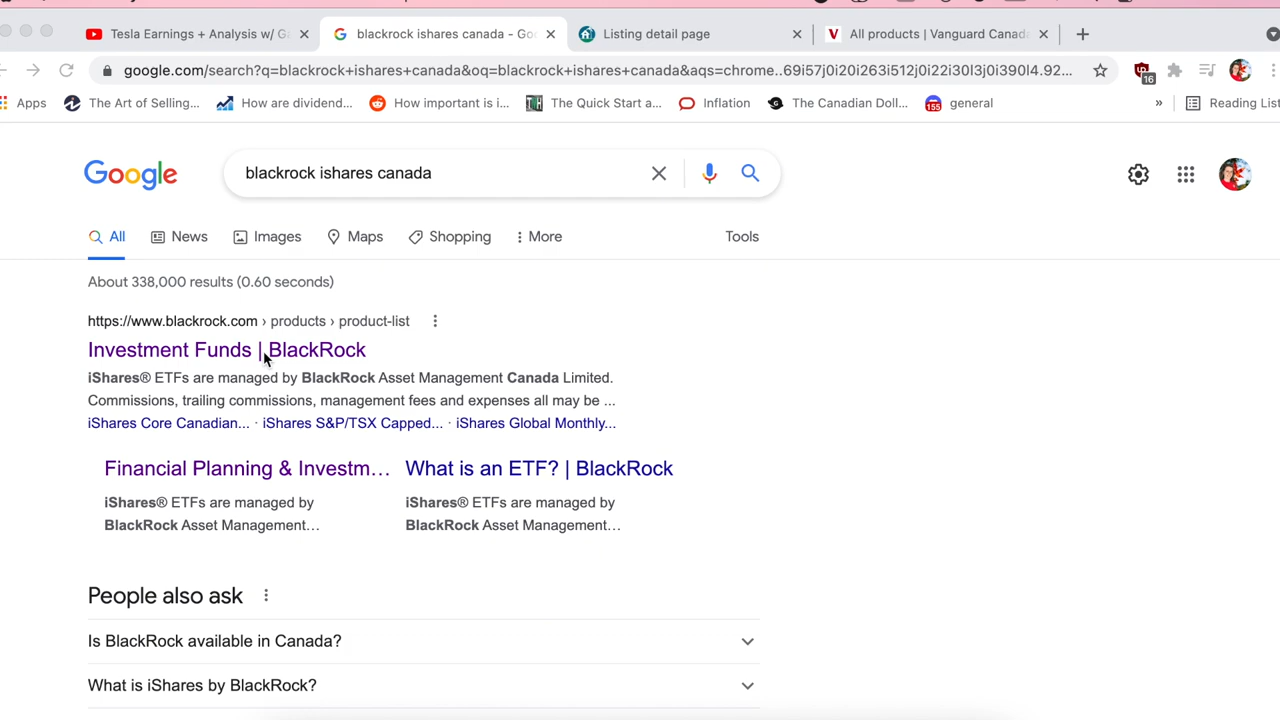 Tesla Earnings + Analysis w/ Ga
blackrock ishares canada - Goo
Listing detail page
All products | Vanguard Canada
google.com/search?q=blackrock+ishares+canada&oq=blackrock+ishares+canada&aqs=chrome..69i57j0i20i263i512j0i22i30l3j0i390l4.92...
16
Apps
The Art of Selling...
How are dividend...
How important is i...
The Quick Start a...
Inflation
The Canadian Doll...
155
general
»
Reading List
Google
blackrock ishares canada
All
News
Images
Maps
Shopping
More
Tools
About 338,000 results (0.60 seconds)
https://www.blackrock.com › products › product-list
Investment Funds | BlackRock
iShares® ETFs are managed by BlackRock Asset Management Canada Limited.
Commissions, trailing commissions, management fees and expenses all may be ...
iShares Core Canadian... · iShares S&P/TSX Capped... · iShares Global Monthly...
Financial Planning & Investm...
What is an ETF? | BlackRock
iShares® ETFs are managed by
BlackRock Asset Management...
iShares® ETFs are managed by
BlackRock Asset Management...
People also ask
Is BlackRock available in Canada?
What is iShares by BlackRock?